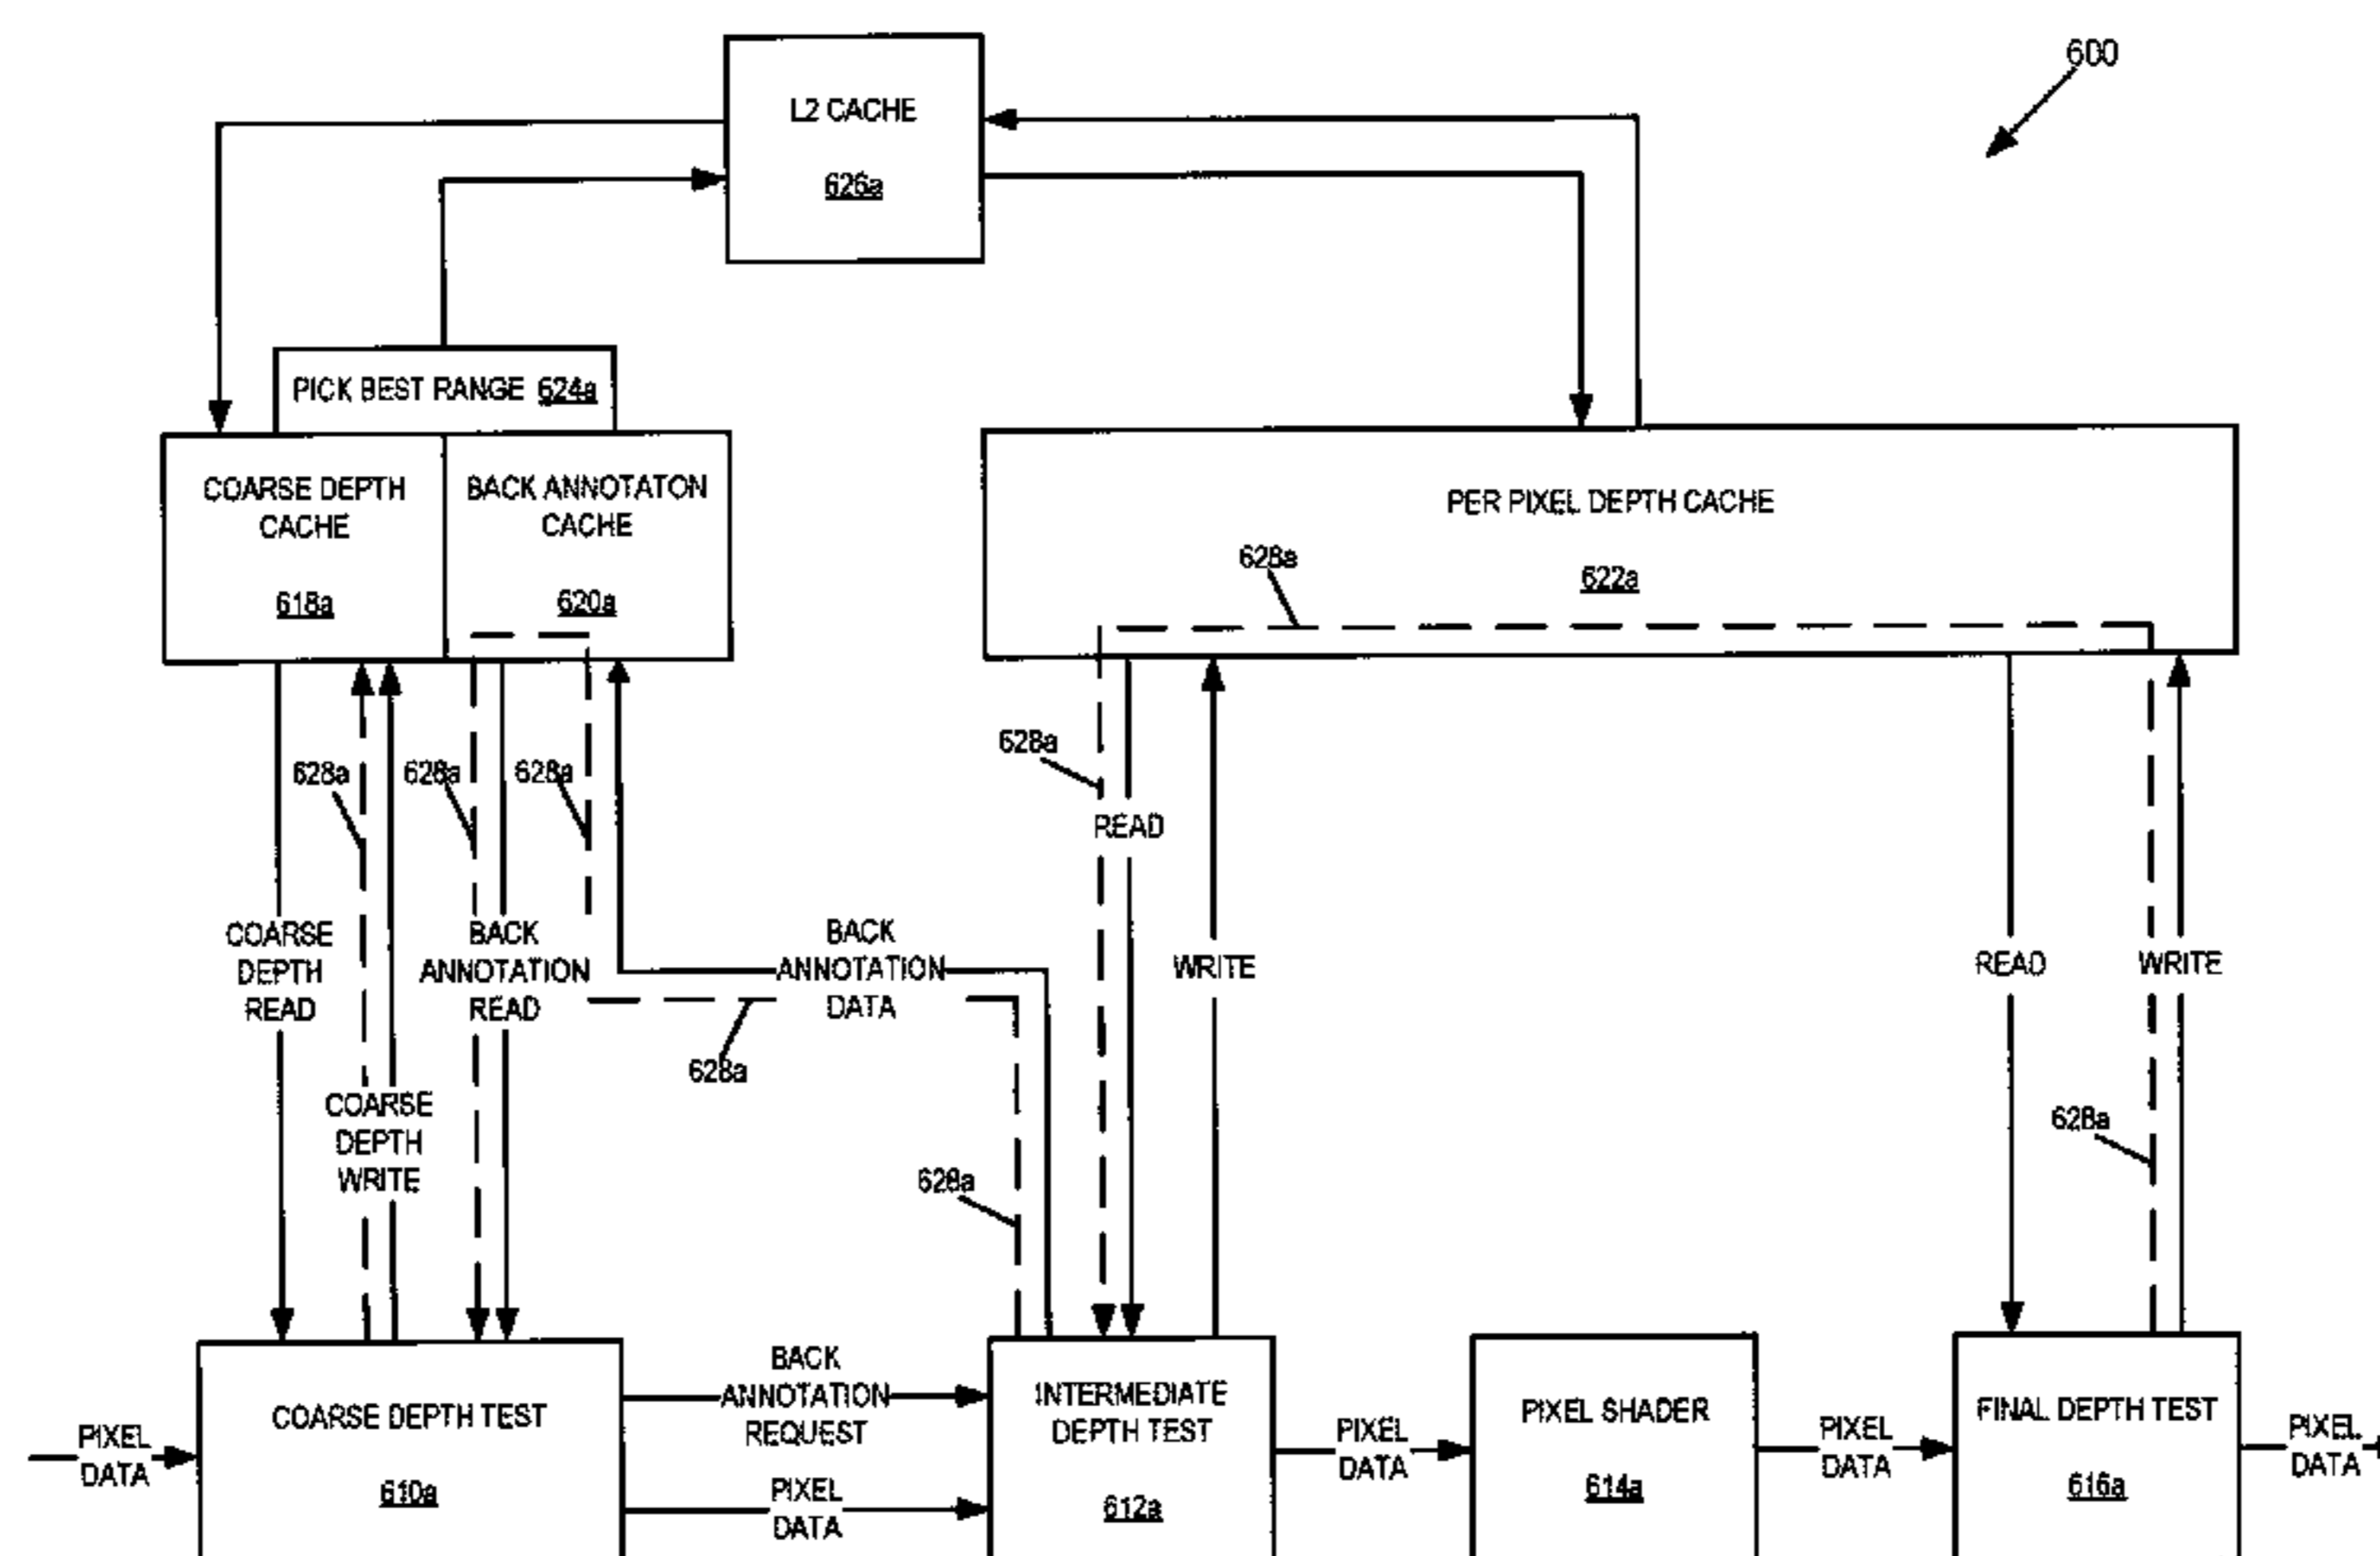 600
L2 CACHE
626a
PICK BEST RANGE 624a
COARSE DEPTH
CACHE
618a
BACK ANNOTATON
CACHE
620a
PER PIXEL DEPTH CACHE
622a
628a
628a
628a
628a
628a
READ
COARSE
DEPTH
READ
BACK
ANNOTATION
READ
BACK
ANNOTATION
DATA
WRITE
READ
WRITE
628a
COARSE
DEPTH
WRITE
628a
628a
PIXEL
DATA
COARSE DEPTH TEST
610a
BACK
ANNOTATION
REQUEST
PIXEL
DATA
INTERMEDIATE
DEPTH TEST
612a
PIXEL
DATA
PIXEL SHADER
614a
PIXEL
DATA
FINAL DEPTH TEST
616a
PIXEL
DATA